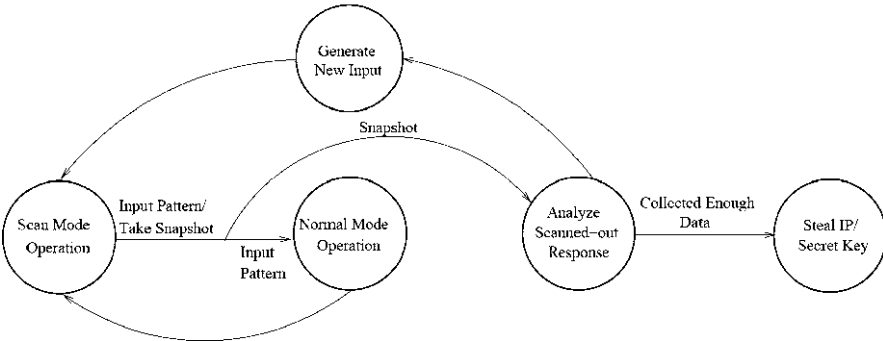 Generate
New Input
Snapshot
Input Pattern/
Take Snapshot
Scan Mode
Operation
Normal Mode
Operation
Input
Pattern
Analyze
Scanned-out
Response
Collected Enough
Data
Steal IP/
Secret Key